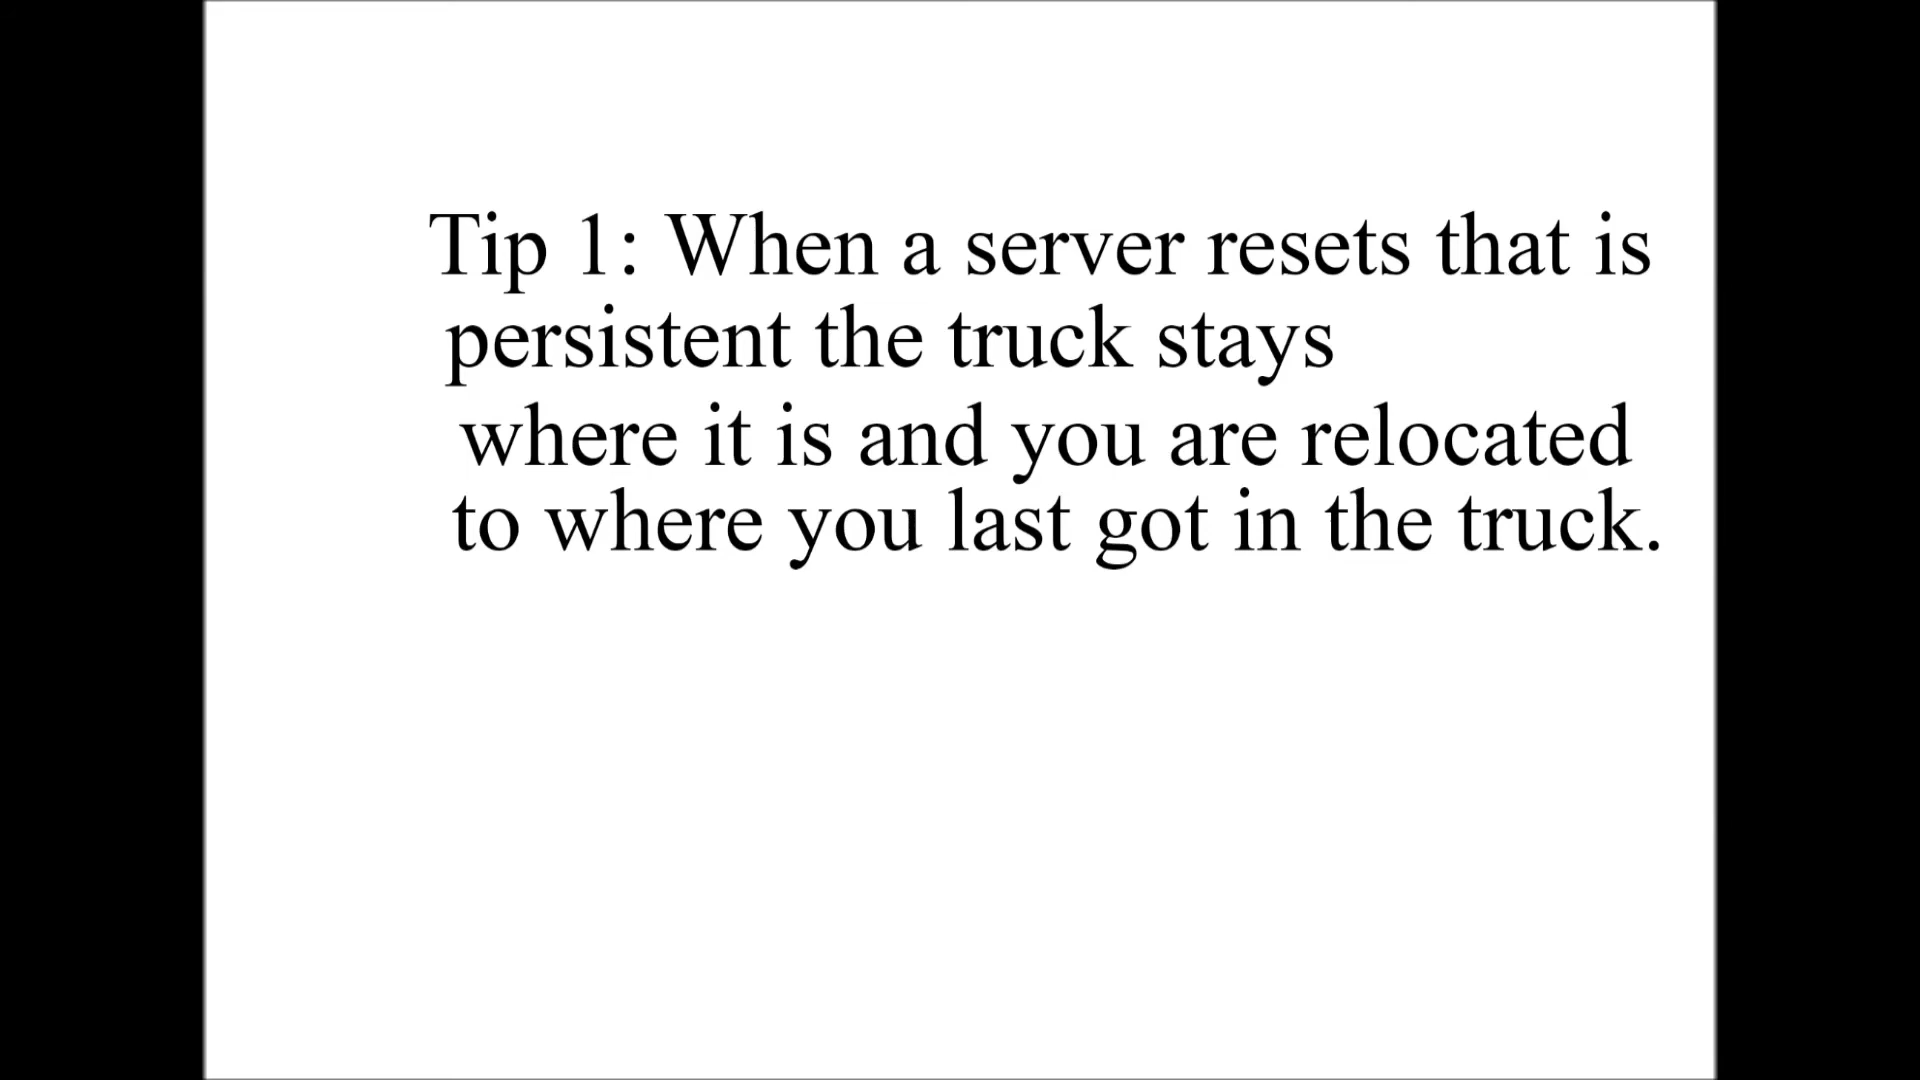 Tip 1: When a server resets that is
persistent the truck stays
where it is and you are relocated
to where you last got in the truck.